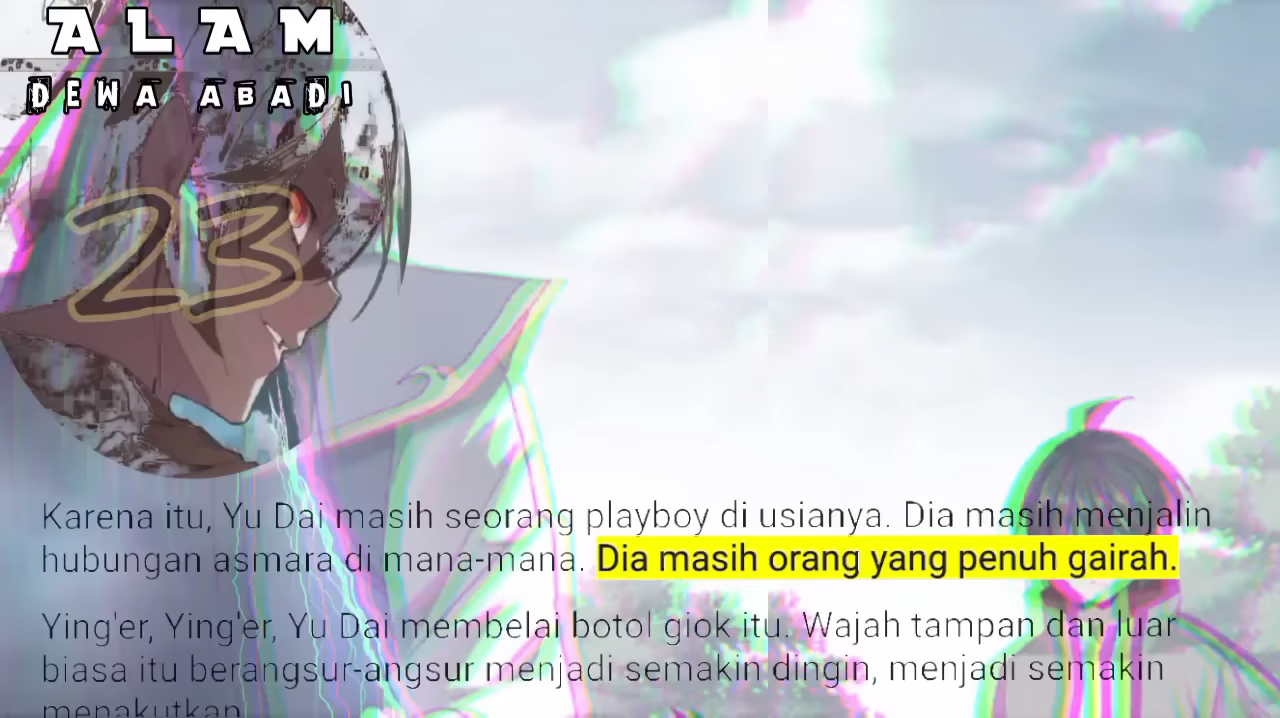 ALAM
DEWA ABADI
23
Karena itu, Yu Dai masih seorang playboy di usianya. Dia masih menjalin
hubungan asmara di mana-mana. Dia masih orang yang penuh gairah.
Ying'er, Ying'er, Yu Dai membelai botol giok itu. Wajah tampan dan luar
biasa itu berangsur-angsur menjadi semakin dingin, menjadi semakin
menakutkan.